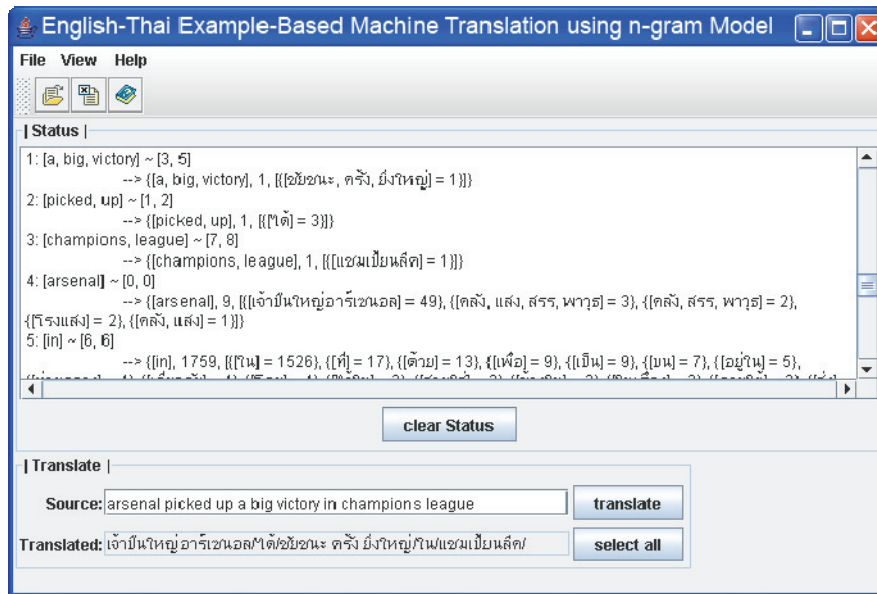 English-Thai Example-Based Machine Translation using n-gram Model
File View Help
| Status |
1: [a, big, victory] ~ [3, 5]
--> {[a, big, victory], 1, [{[ชัยชนะ, ครั้ง, ยิ่งใหญ่] = 1}]}
2: [picked, up] ~ [1, 2]
--> {[picked, up], 1, [{[ได้] = 3}]}
3: [champions, league] ~ [7, 8]
--> {[champions, league], 1, [{[แชมเปี้ยนลีค] = 1}]}
4: [arsenal] ~ [0, 0]
--> {[arsenal], 9, [{[เจ้าปืนใหญ่อาร์เซนอล] = 49}, {[คลัง, แสง, สรร, พาวุธ] = 3}, {[คลัง, สรร, พาวุธ] = 2},
{[โรงแสง] = 2}, {[คลัง, แสง] = 1}]}
5: [in] ~ [6, 6]
--> {[in], 1759, [{[ใน] = 1526}, {[ที่] = 17}, {[ด้วย] = 13}, {[เพื่อ] = 9}, {[เป็น] = 9}, {[บน] = 7}, {[อยู่ใน] = 5},
clear Status
| Translate |
Source: arsenal picked up a big victory in champions league
translate
Translated: เจ้าปืนใหญ่อาร์เซนอล/ได้/ชัยชนะ ครั้ง ยิ่งใหญ่/ใน/แชมเปี้ยนลีค/
select all